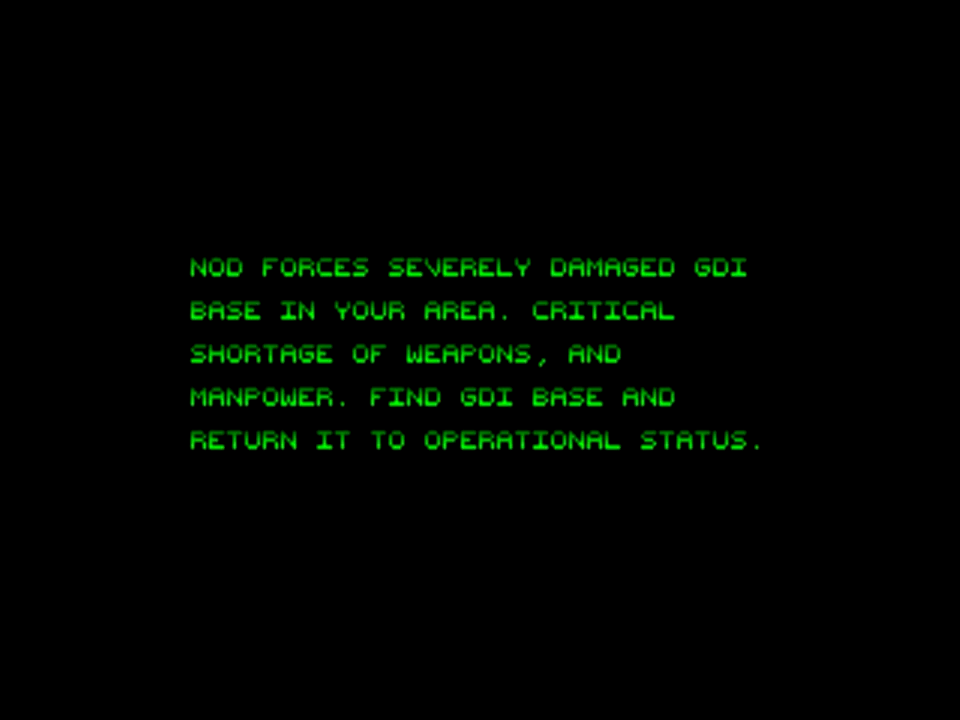 NOD FORCES SEVERELY DAMAGED GDI
BASE IN YOUR AREA. CRITICAL
SHORTAGE OF WEAPONS, AND
MANPOWER. FIND GDI BASE AND
RETURN IT TO OPERATIONAL STATUS.